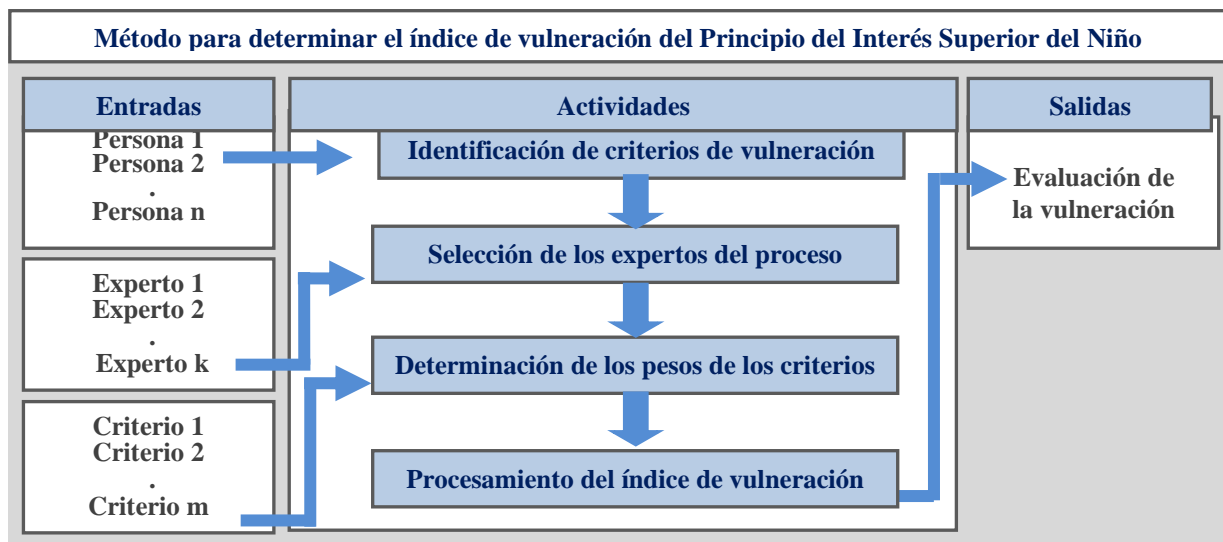 Método para determinar el índice de vulneración del Principio del Interés Superior del Niño
Entradas
Persona 1
Persona 2
.
Persona n
Experto 1
Experto 2
.
Experto k
Criterio 1
Criterio 2
.
Criterio m
Actividades
Identificación de criterios de vulneración
Selección de los expertos del proceso
Determinación de los pesos de los criterios
Procesamiento del índice de vulneración
Salidas
Evaluación de
la vulneración